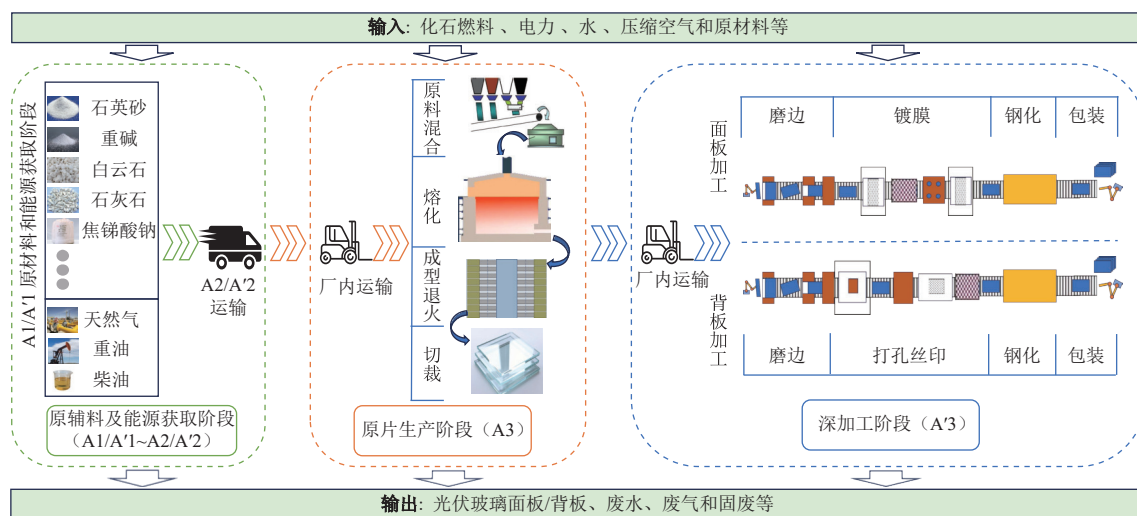 输入: 化石燃料 、电力、水 、压缩空气和原材料等
A1/A′1 原材料和能源获取阶段
石英砂
重碱
白云石
石灰石
焦锑酸钠
天然气
重油
柴油
A2/A′2
运输
原辅料及能源获取阶段
（A1/A′1~A2/A′2）
厂内运输
原料混合
熔化
成型退火
切裁
原片生产阶段（A3）
厂内运输
面板加工
磨边
镀膜
钢化
包装
背板加工
磨边
打孔丝印
钢化
包装
深加工阶段（A′3）
输出: 光伏玻璃面板/背板、废水、废气和固废等